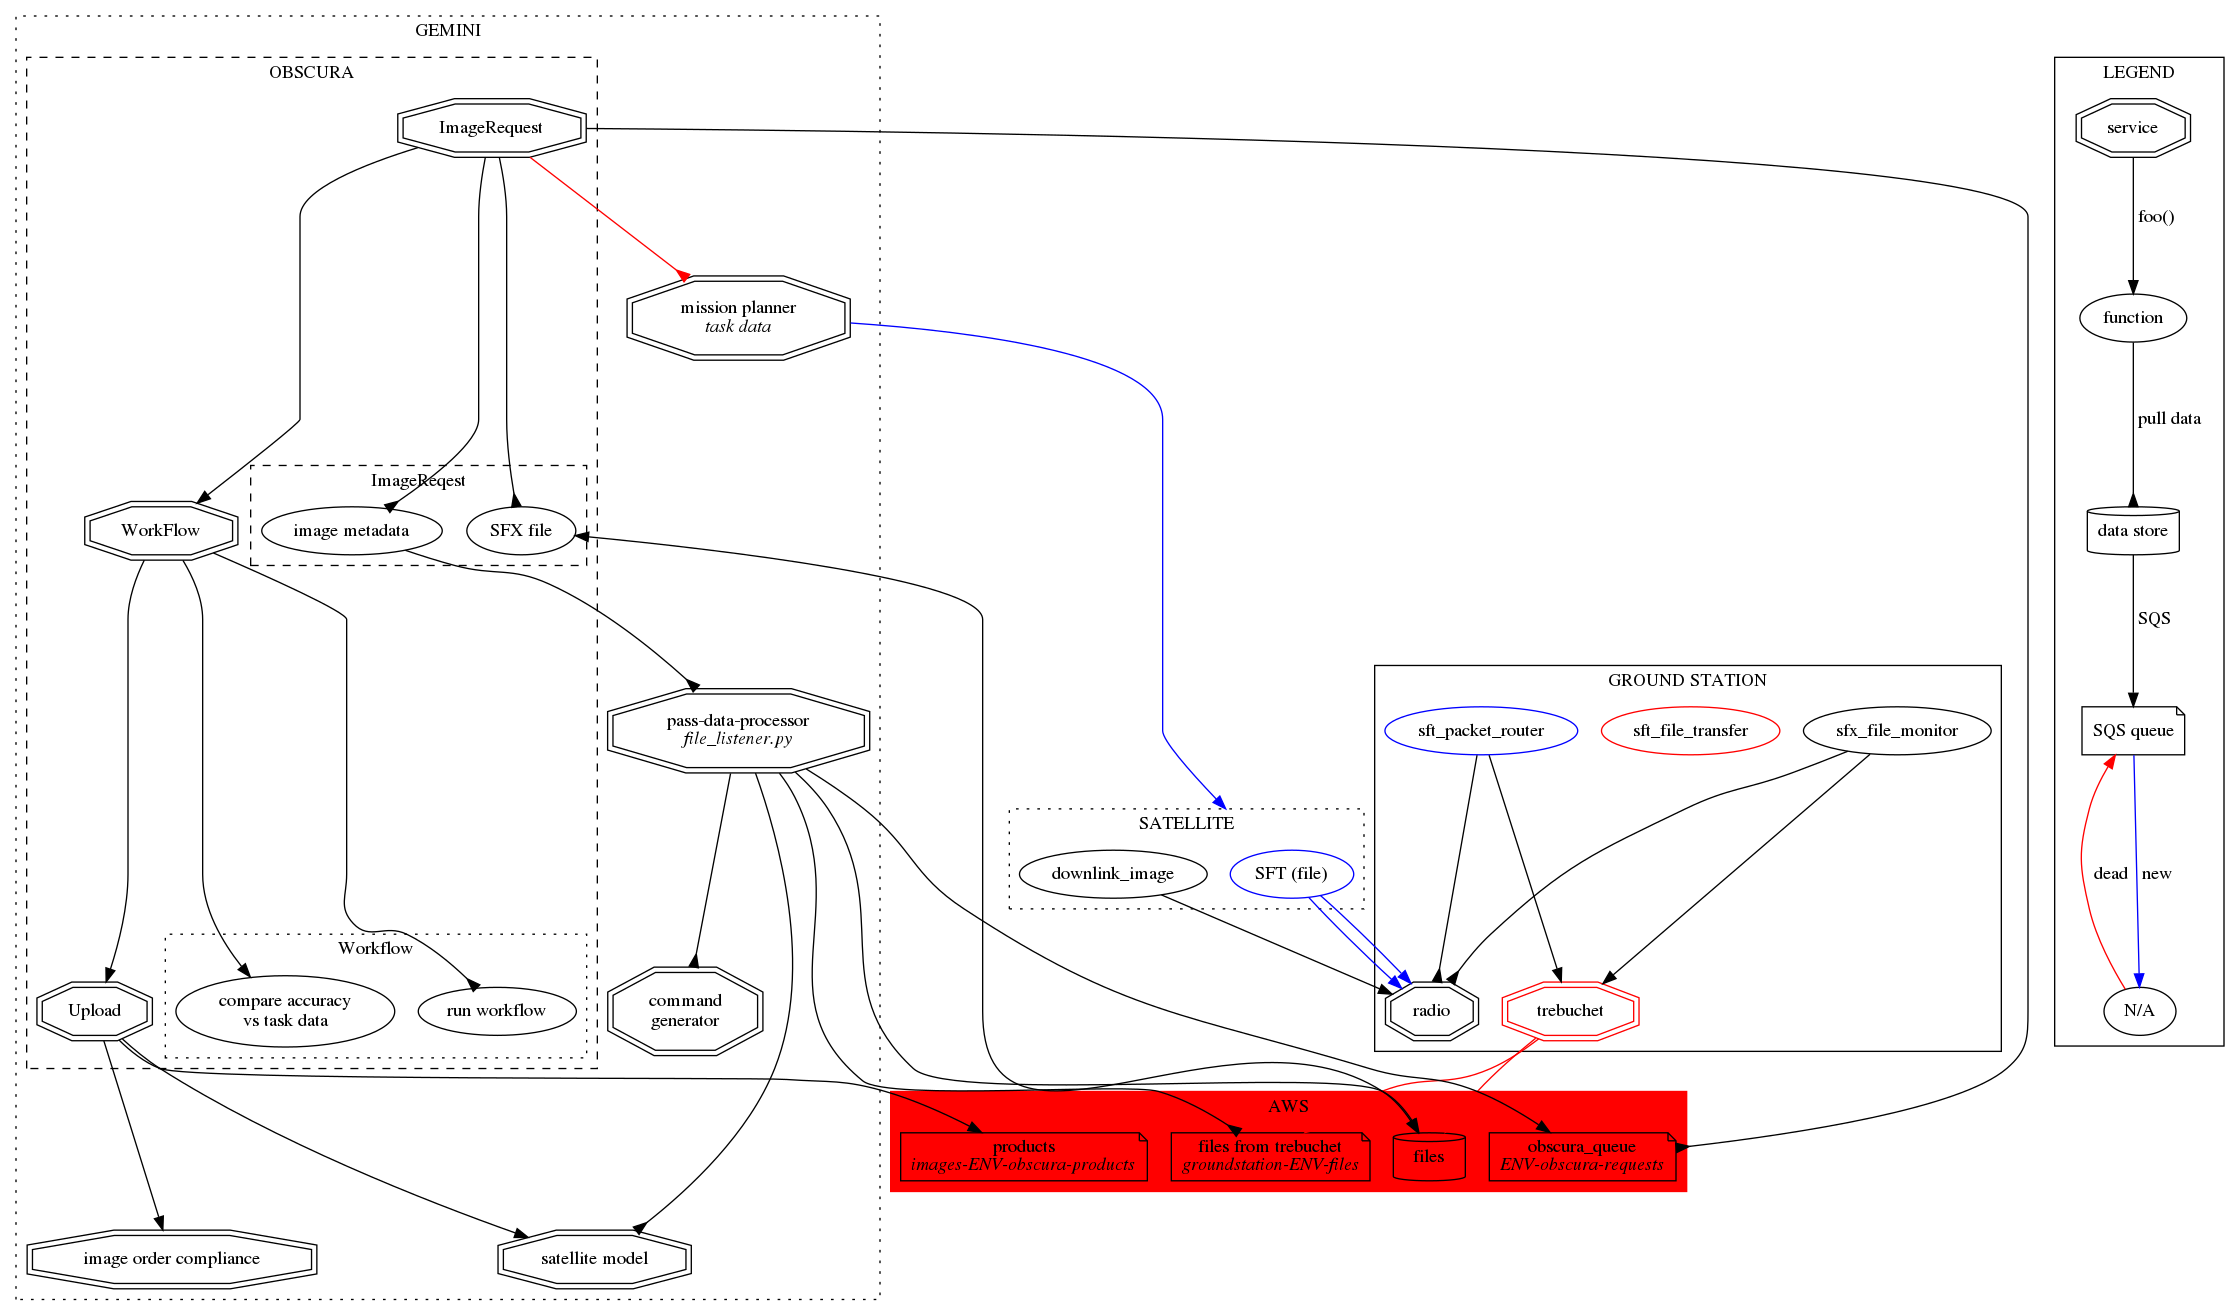 GEMINI
OBSCURA
LEGEND
ImageRequest
service
foo()
mission planner
task data
function
pull data
ImageReqest
WorkFlow
image metadata
SFX file
data store
SQS
GROUND STATION
pass-data-processor
file_listener.py
sft_packet_router
sft_file_transfer
sfx_file_monitor
SQS queue
SATELLITE
downlink_image
SFT (file)
dead
new
Workflow
Upload
compare accuracy
vs task data
run workflow
command
generator
radio
trebuchet
N/A
AWS
products
images-ENV-obscura-products
files from trebuchet
groundstation-ENV-files
files
obscura_queue
ENV-obscura-requests
image order compliance
satellite model